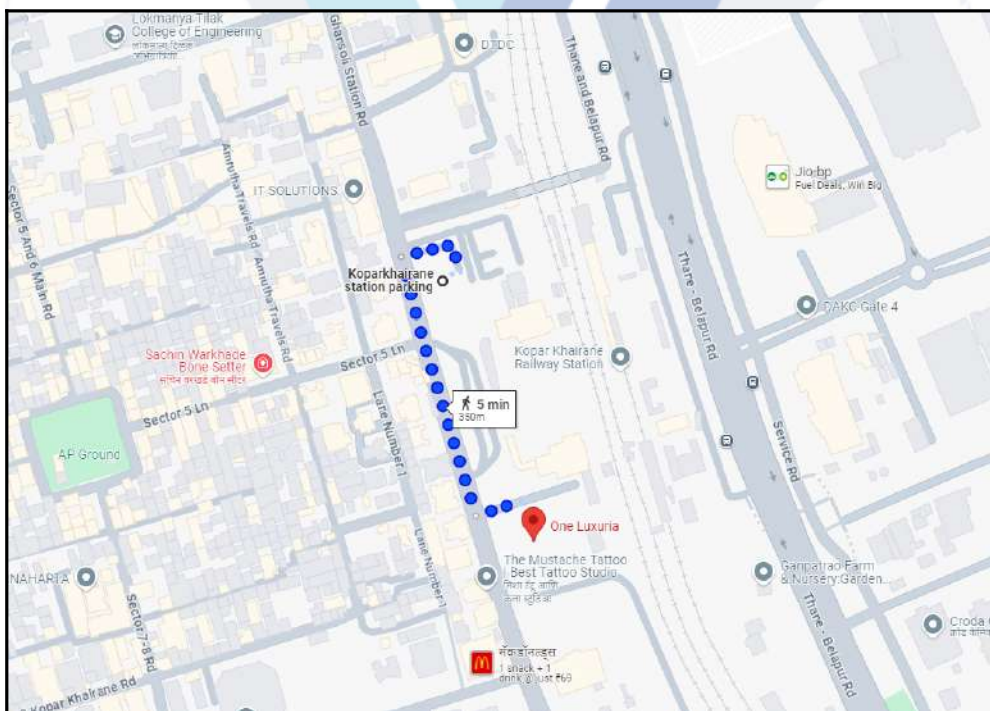 Lokmanya Tilak
College of Engineering
Ghansoli Station Rd
DTDC
Thane and Belapur Rd
Jio-bp
Fuel Deals, Win Big
IT SOLUTIONS
Amrutha Travels Rd
Amrutha Travels Rd
Sector 5 And 6 Main Rd
Koparkhairane
station parking
Thane - Belapur Rd
DAKC Gate 4
Sachin Warkhade
Bone Setter
Sector 5 Ln
Sector 5 Ln
Kopar Khairane
Railway Station
5 min
350m
Lane Number 1
AP Ground
Service Rd
One Luxuria
The Mustache Tattoo
Best Tattoo Studio
Lane Number 1
NAHARTA
Ganpatrao Farm
& Nursery:Garden...
Sector 7-8 Rd
Croda
Thane - Belapur Rd
मॅकडॉनल्ड्स
1 snack + 1
drink @ just ₹69
Kopar Khairane Rd